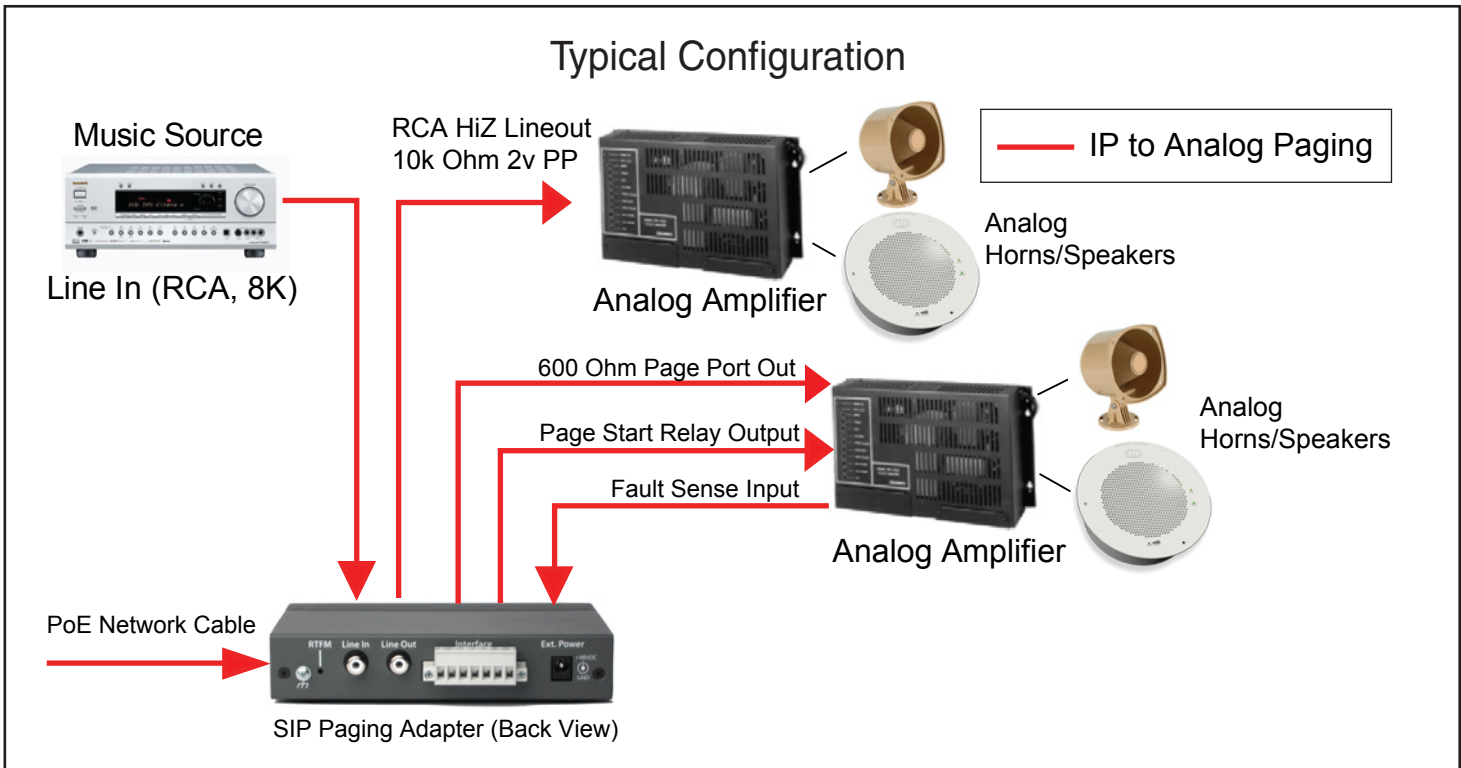 Typical Configuration
Music Source
Line In (RCA, 8K)
RCA HiZ Lineout
10k Ohm 2v PP
Analog Amplifier
Analog
Horns/Speakers
IP to Analog Paging
600 Ohm Page Port Out
Page Start Relay Output
Fault Sense Input
Analog Amplifier
Analog
Horns/Speakers
PoE Network Cable
RTFM Line In Line Out Interface Ext. Power
+48VDC
GND
SIP Paging Adapter (Back View)